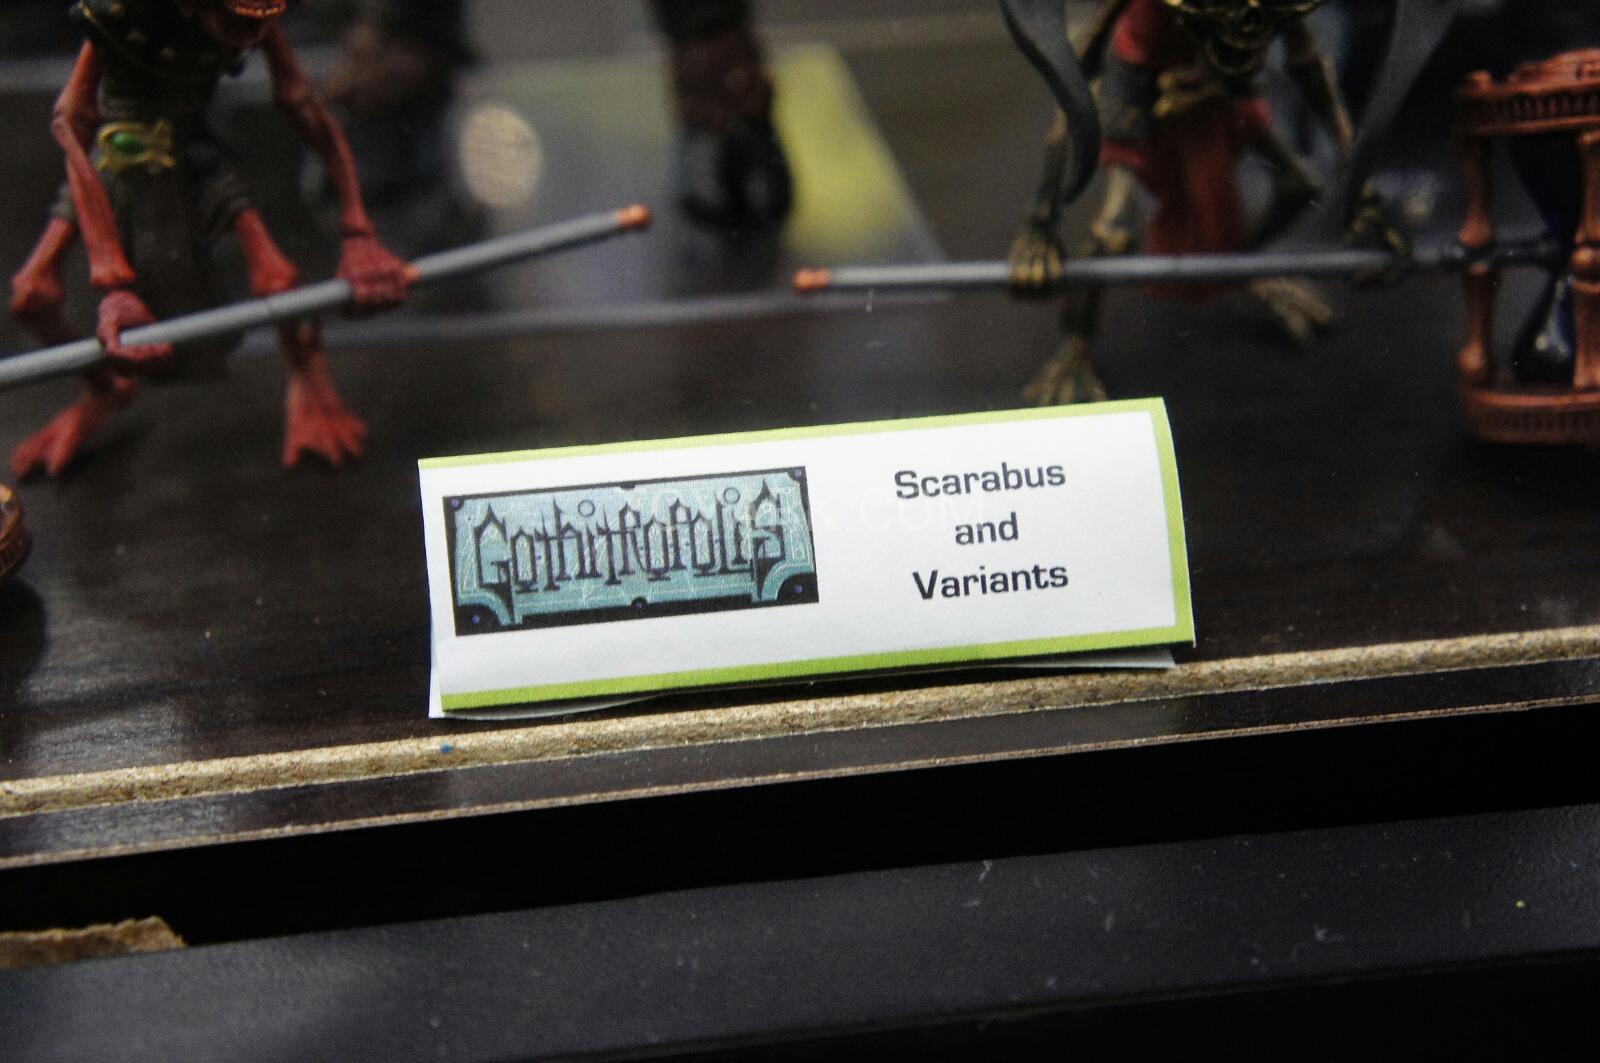 Gothitropolis
Scarabus
and
Variants